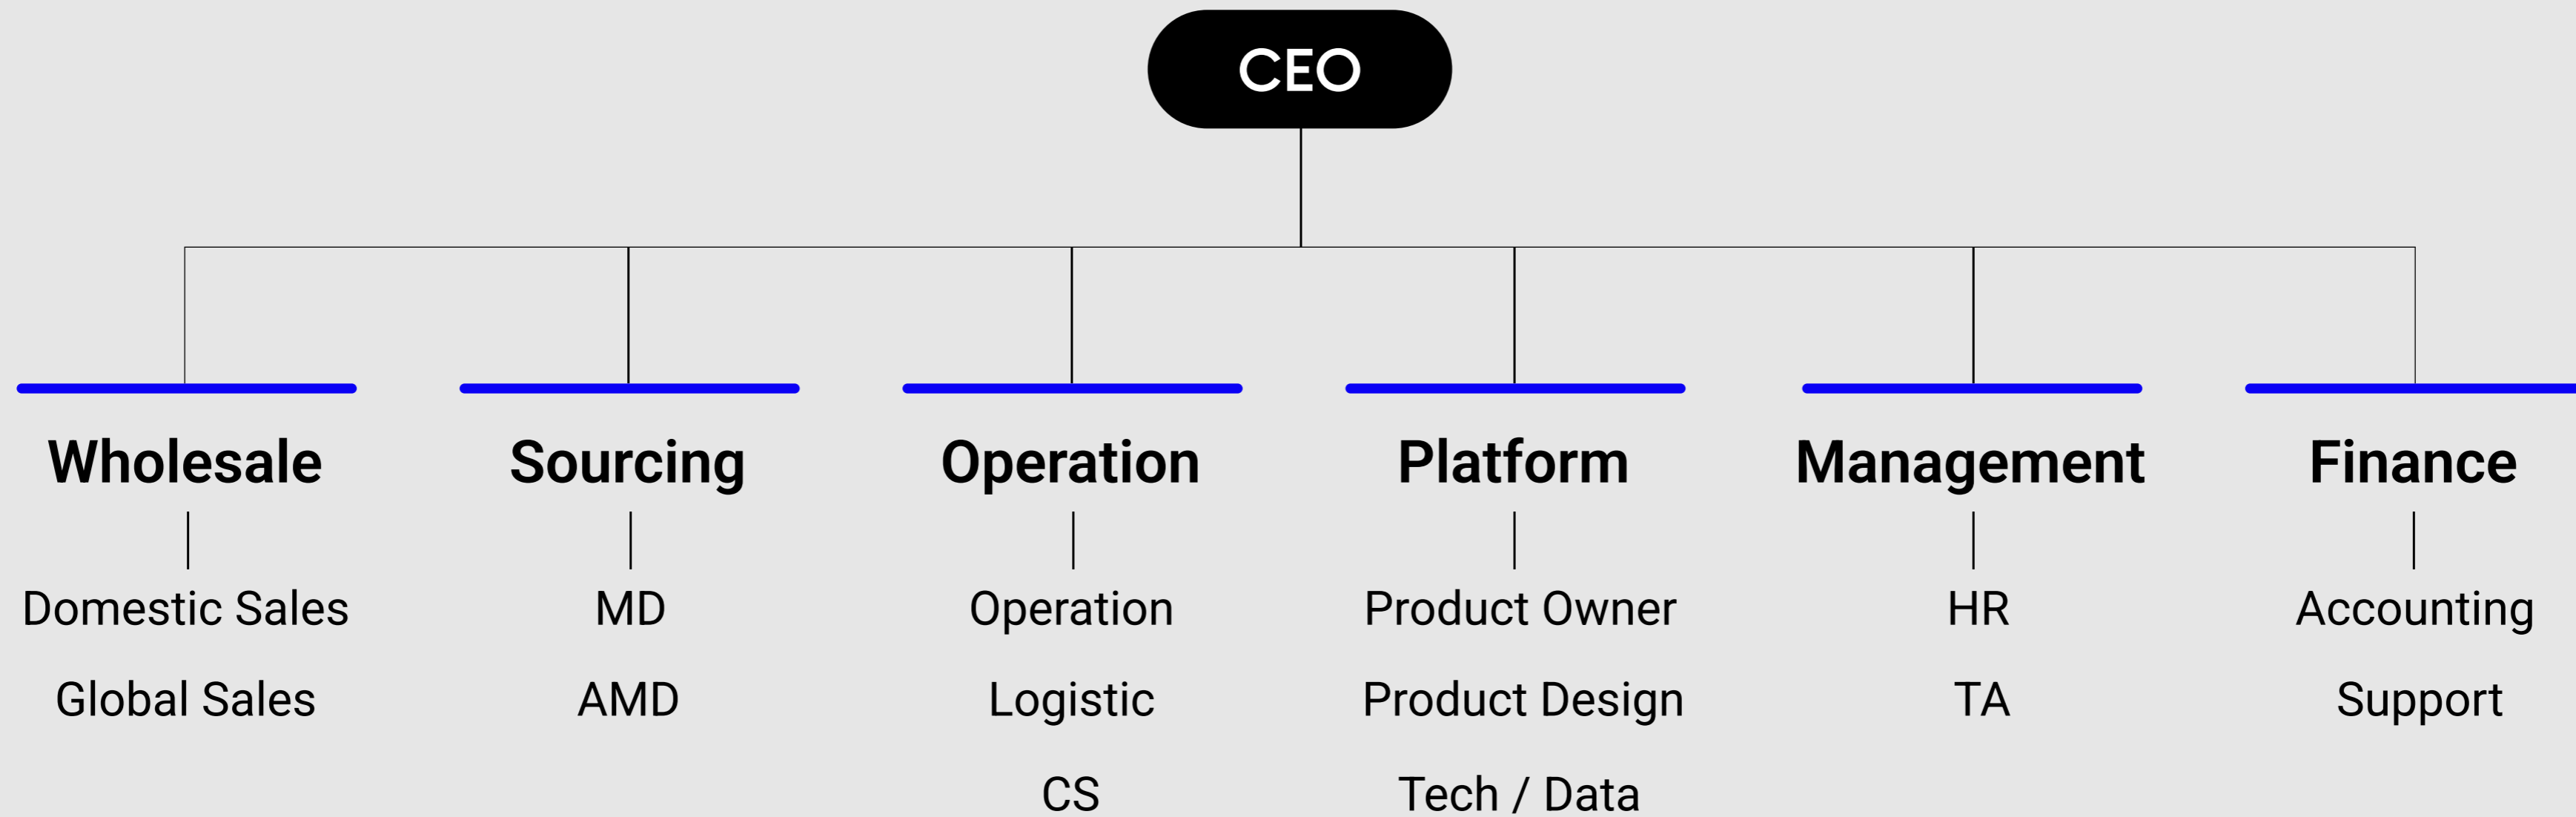 CEO
Wholesale
Domestic Sales
Global Sales
Sourcing
MD
AMD
Operation
Operation
Logistic
CS
Platform
Product Owner
Product Design
Tech / Data
Management
HR
TA
Finance
Accounting
Support